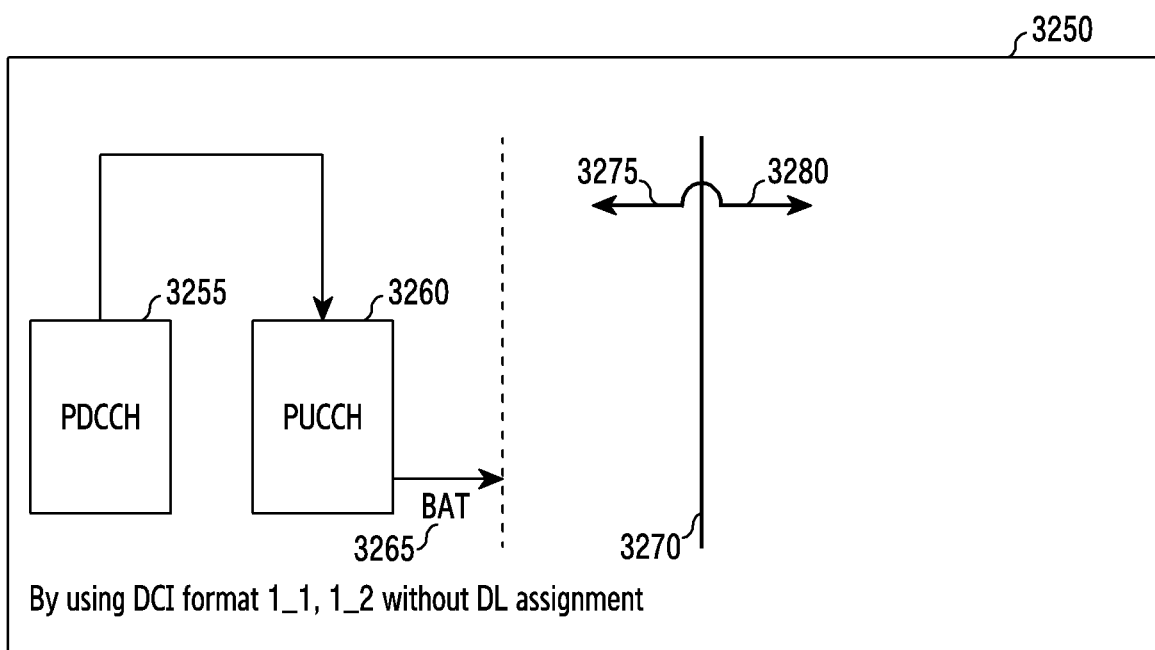 3250
3275
3280
3255
3260
PDCCH
PUCCH
BAT
3265
3270
By using DCI format 1_1, 1_2 without DL assignment